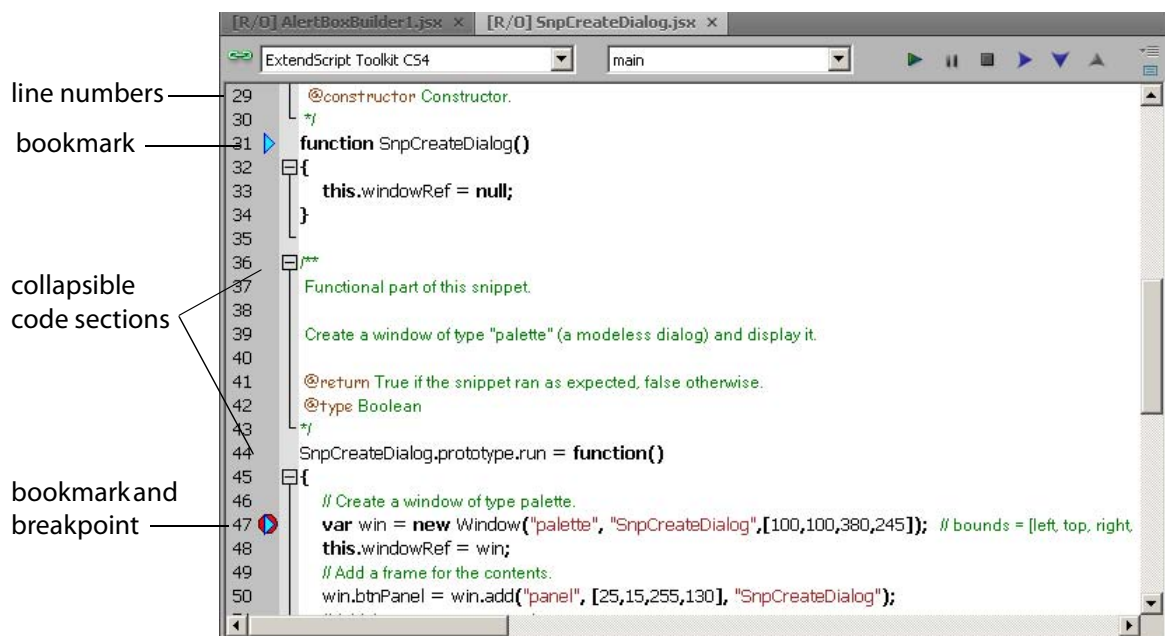 [R/O] AlertBoxBuilder1.jsx × [R/O] SnpCreateDialog.jsx ×
ExtendScript Toolkit CS4 main
line numbers
bookmark
collapsible
code sections
bookmark and
breakpoint
29 @constructor Constructor.
30 */
31 function SnpCreateDialog()
32 {
33 this.windowRef = null;
34 }
35
36 /**
37 Functional part of this snippet.
38
39 Create a window of type "palette" (a modeless dialog) and display it.
40
41 @return True if the snippet ran as expected, false otherwise.
42 @type Boolean
43 */
44 SnpCreateDialog.prototype.run = function()
45 {
46 // Create a window of type palette.
47 var win = new Window("palette", "SnpCreateDialog",[100,100,380,245]); // bounds = [left, top, right,
48 this.windowRef = win;
49 // Add a frame for the contents.
50 win.btnPanel = win.add("panel", [25,15,255,130], "SnpCreateDialog");